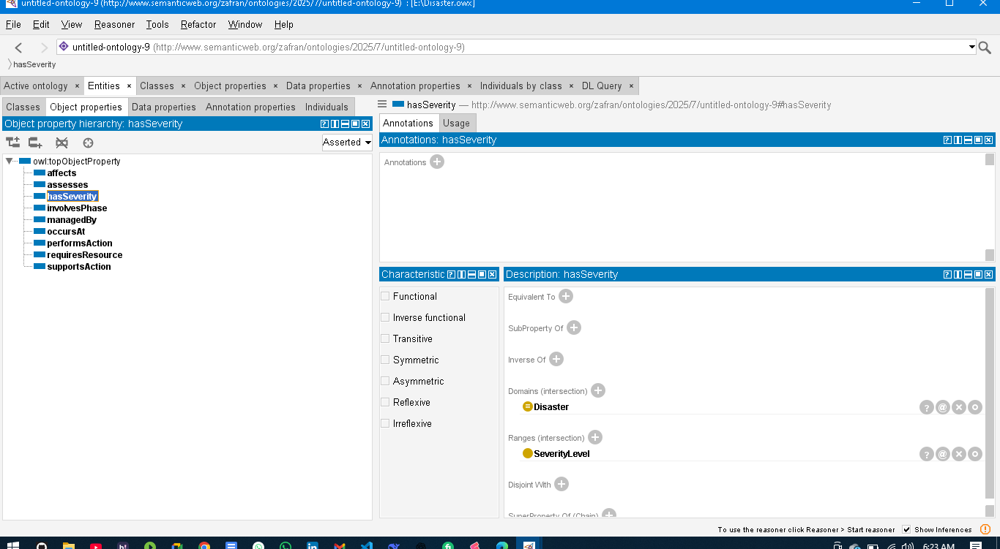 untitled-ontology-9 (http://www.semanticweb.org/zafran/ontologies/2025/7/untitled-ontology-9) : [E:\Disaster.owx]
File Edit View Reasoner Tools Refactor Window Help
untitled-ontology-9 (http://www.semanticweb.org/zafran/ontologies/2025/7/untitled-ontology-9)
hasSeverity
Active ontology × Entities × Classes × Object properties × Data properties × Annotation properties × Individuals by class × DL Query ×
Classes Object properties Data properties Annotation properties Individuals
Object property hierarchy: hasSeverity
Asserted
owl:topObjectProperty
affects
assesses
hasSeverity
involvesPhase
managedBy
occursAt
performsAction
requiresResource
supportsAction
hasSeverity — http://www.semanticweb.org/zafran/ontologies/2025/7/untitled-ontology-9#hasSeverity
Annotations Usage
Annotations: hasSeverity
Annotations
Characteristic
Functional
Inverse functional
Transitive
Symmetric
Asymmetric
Reflexive
Irreflexive
Description: hasSeverity
Equivalent To
SubProperty Of
Inverse Of
Domains (intersection)
Disaster
Ranges (intersection)
SeverityLevel
Disjoint With
SuperProperty Of (Chain)
To use the reasoner click Reasoner > Start reasoner Show Inferences
6:23 AM